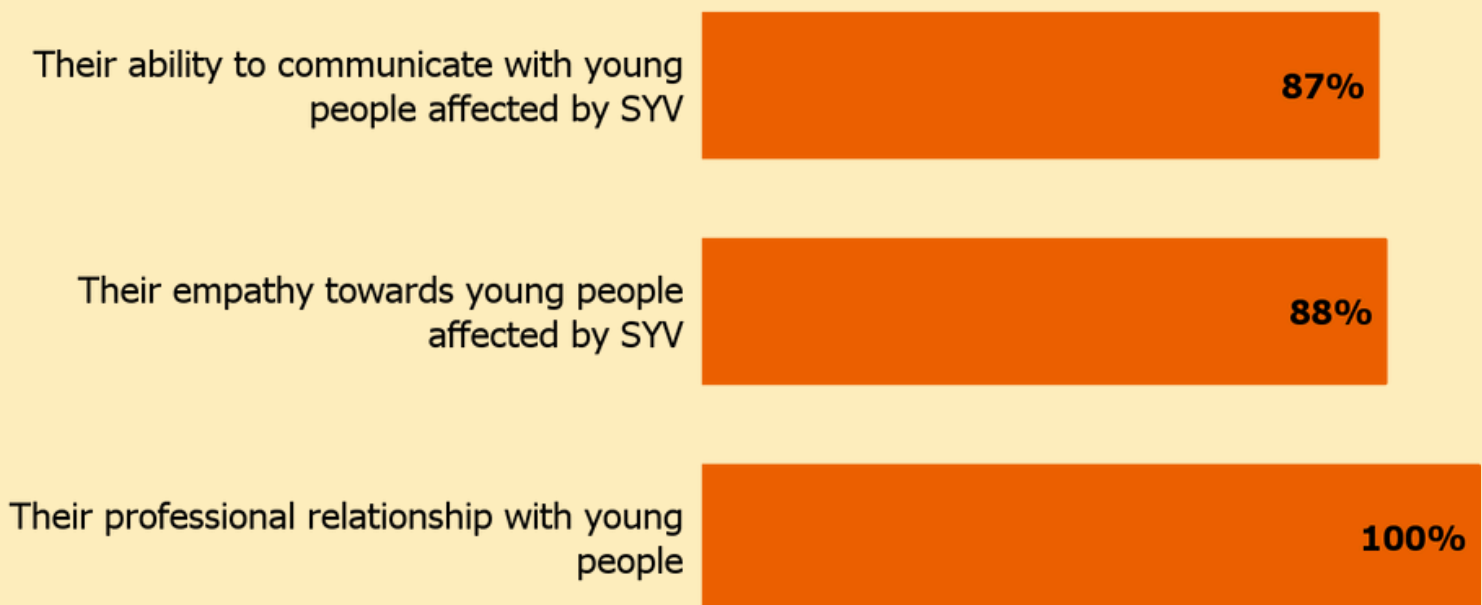 Their ability to communicate with young
people affected by SYV
87%
Their empathy towards young people
affected by SYV
88%
Their professional relationship with young
people
100%